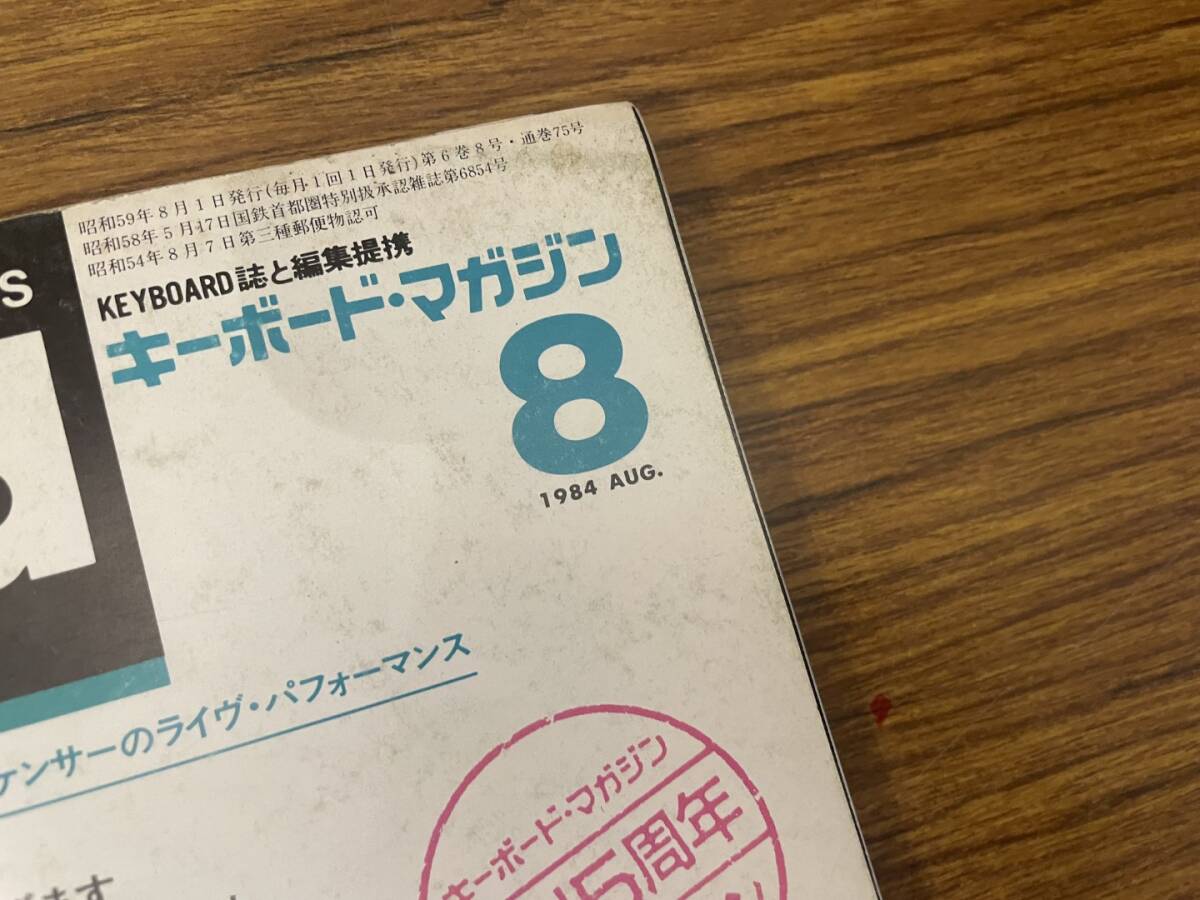 昭和59年8月1日発行(毎月1回1日発行)第6巻8号・通巻75号
昭和58年5月17日国鉄首都圏特別扱承認雑誌第6854号
昭和54年8月7日第三種郵便物認可
KEYBOARD誌と編集提携
キーボード・マガジン
8
1984 AUG.
S
ケンサーのライヴ・パフォーマンス
キーボード・マガジン
5周年
ます